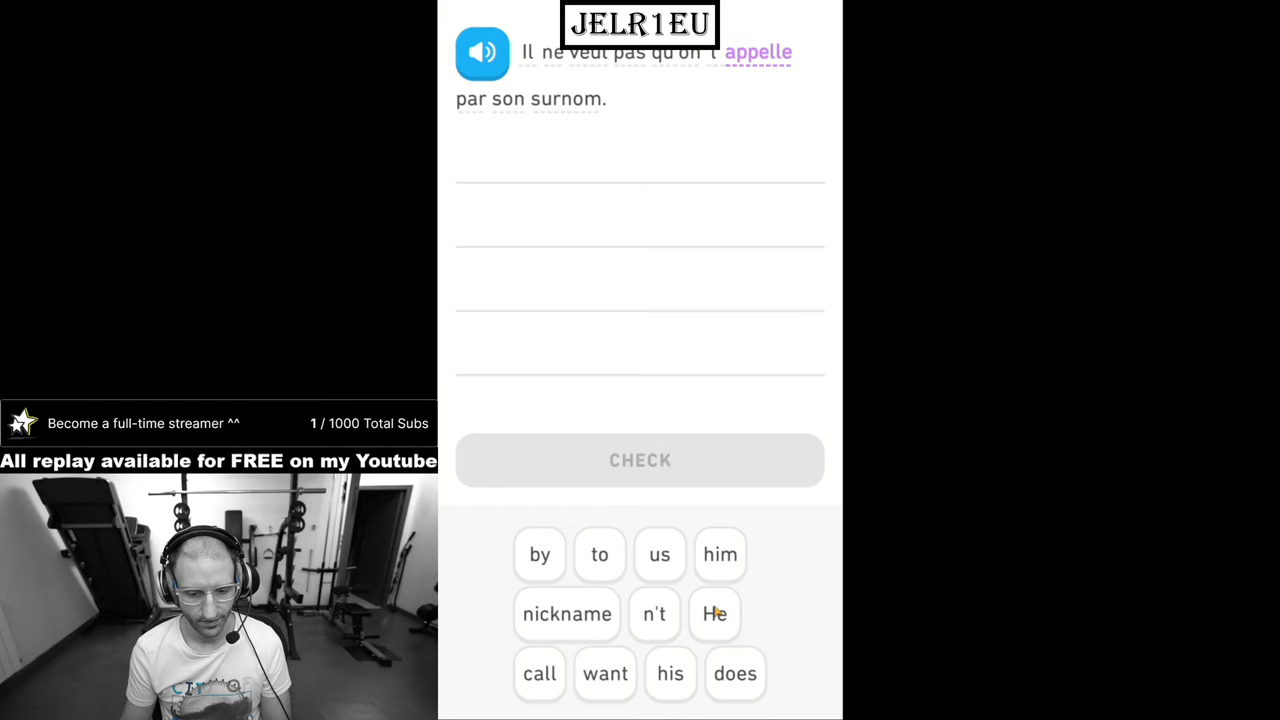 JELR1EU
Il ne veut pas qu'on l'appelle
par son surnom.
CHECK
by to us him
nickname n't He
call want his does
Become a full-time streamer ^^ 1 / 1000 Total Subs
All replay available for FREE on my Youtube
CIT